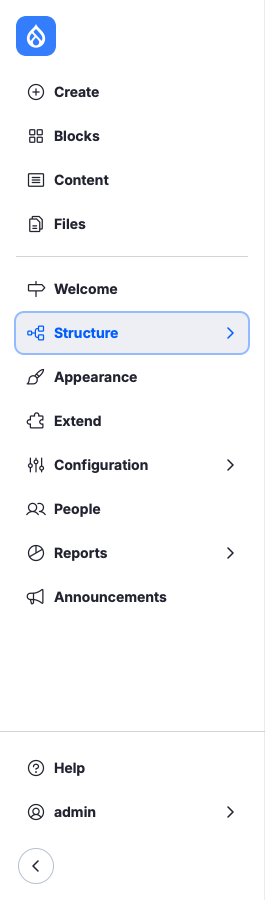 Create
Blocks
Content
Files
Welcome
Structure
Appearance
Extend
Configuration
People
Reports
Announcements
Help
admin